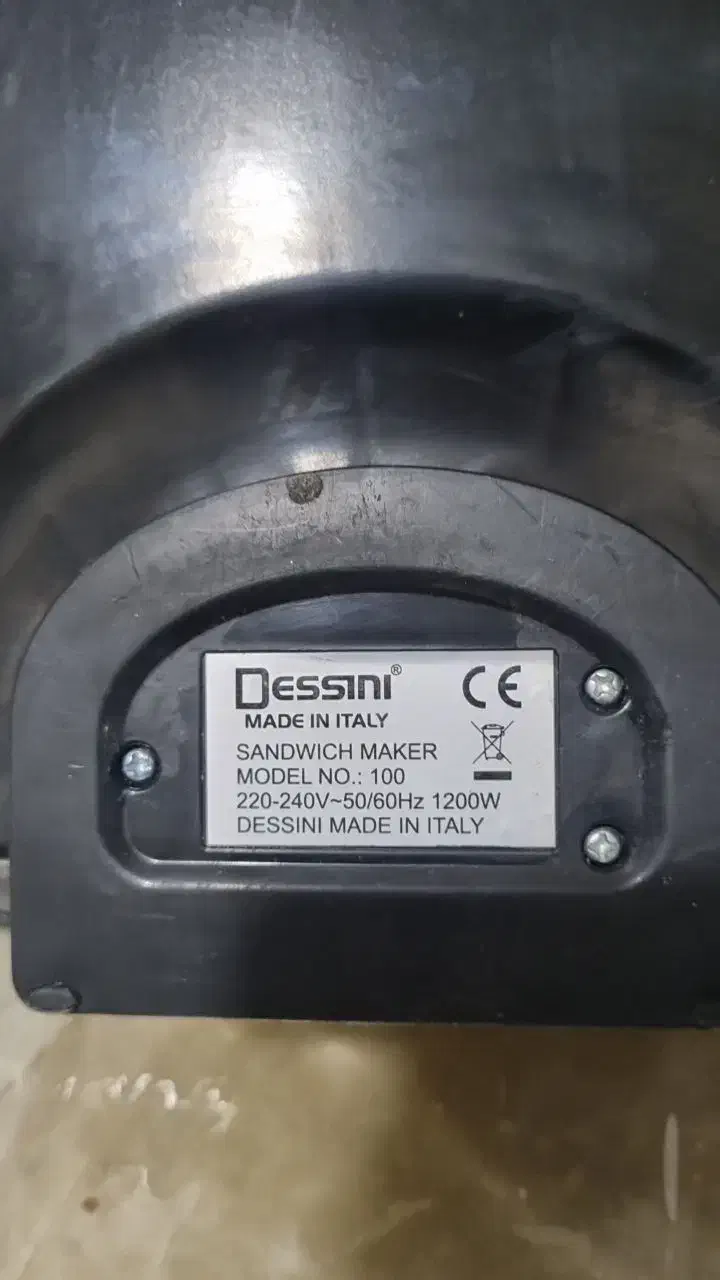 DESSINI®
CE
MADE IN ITALY
SANDWICH MAKER
MODEL NO.: 100
220-240V~50/60Hz 1200W
DESSINI MADE IN ITALY